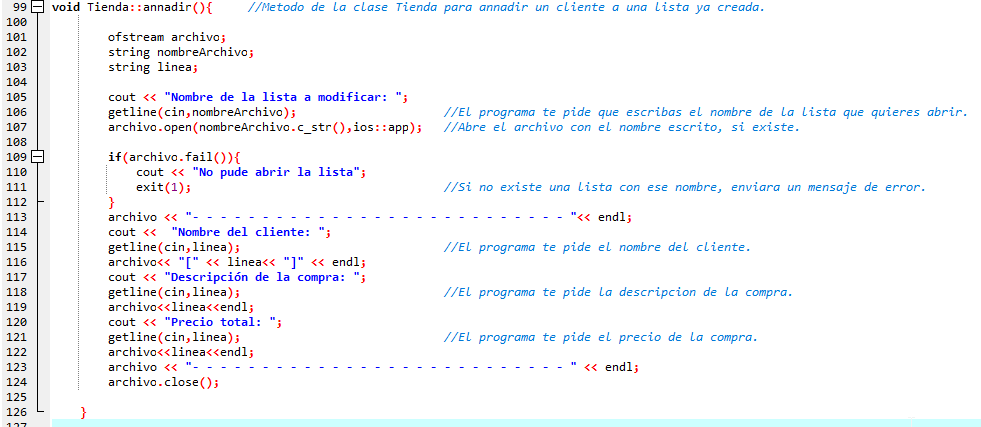 99 void Tienda::annadir(){ //Metodo de la clase Tienda para annadir un cliente a una lista ya creada.
100
101 ofstream archivo;
102 string nombreArchivo;
103 string linea;
104
105 cout << "Nombre de la lista a modificar: ";
106 getline(cin,nombreArchivo); //El programa te pide que escribas el nombre de la lista que quieres abrir.
107 archivo.open(nombreArchivo.c_str(),ios::app); //Abre el archivo con el nombre escrito, si existe.
108
109 if(archivo.fail()){
110 cout << "No pude abrir la lista";
111 exit(1); //Si no existe una lista con ese nombre, enviara un mensaje de error.
112 }
113 archivo << "- - - - - - - - - - - - - - - - - - - - - - - - - - - "<< endl;
114 cout << "Nombre del cliente: ";
115 getline(cin,linea); //El programa te pide el nombre del cliente.
116 archivo<< "[" << linea<< "]" << endl;
117 cout << "Descripción de la compra: ";
118 getline(cin,linea); //El programa te pide la descripcion de la compra.
119 archivo<<linea<<endl;
120 cout << "Precio total: ";
121 getline(cin,linea); //El programa te pide el precio de la compra.
122 archivo<<linea<<endl;
123 archivo << "- - - - - - - - - - - - - - - - - - - - - - - - - - - " << endl;
124 archivo.close();
125
126 }
127